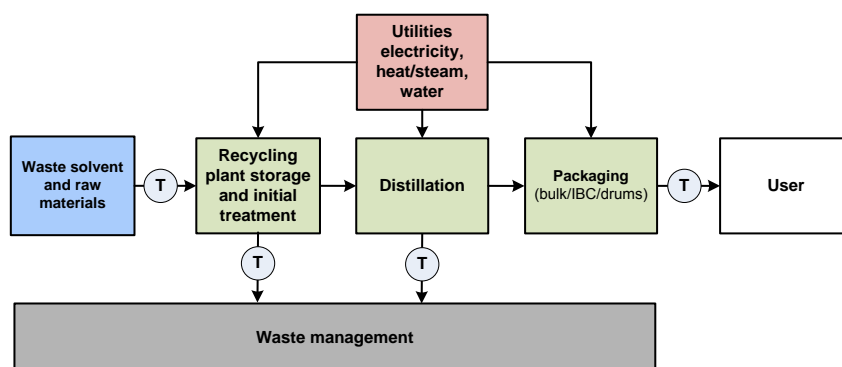 Utilities
electricity,
heat/steam,
water
Waste solvent
and raw
materials
T
Recycling
plant storage
and initial
treatment
Distillation
Packaging
(bulk/IBC/drums)
T
User
T
T
Waste management